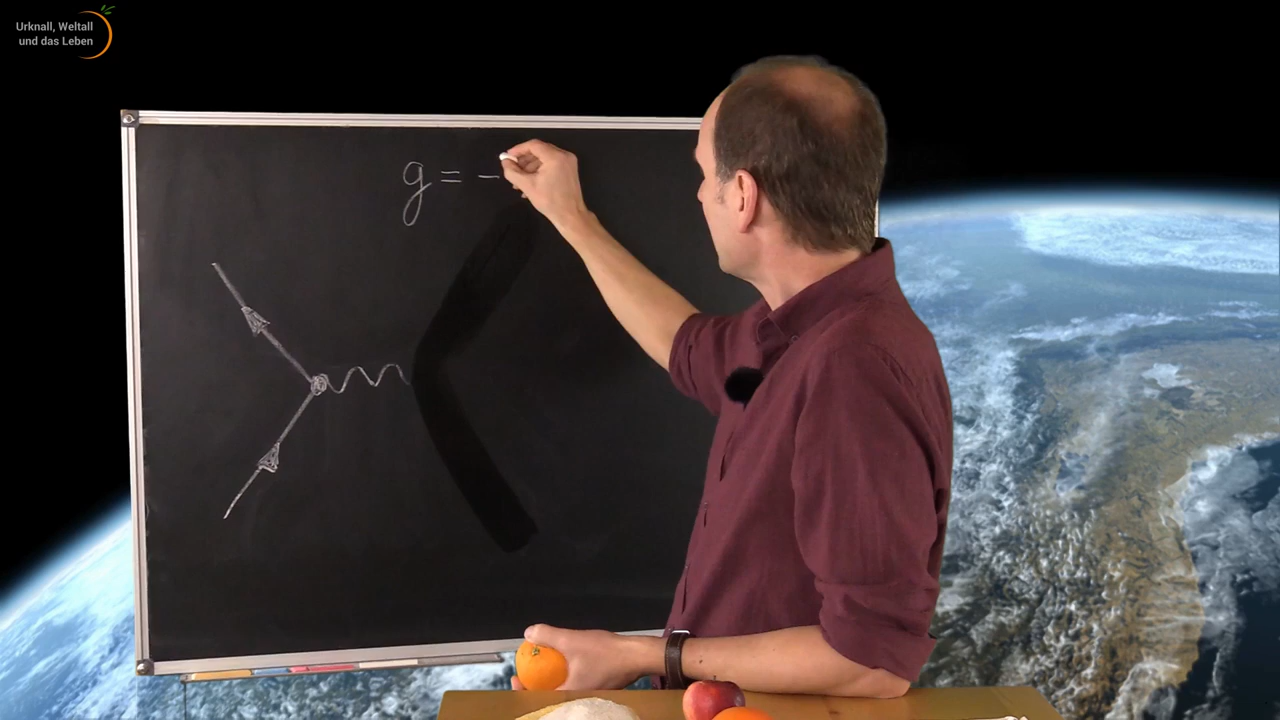 Urknall, Weltall
und das Leben
g = -